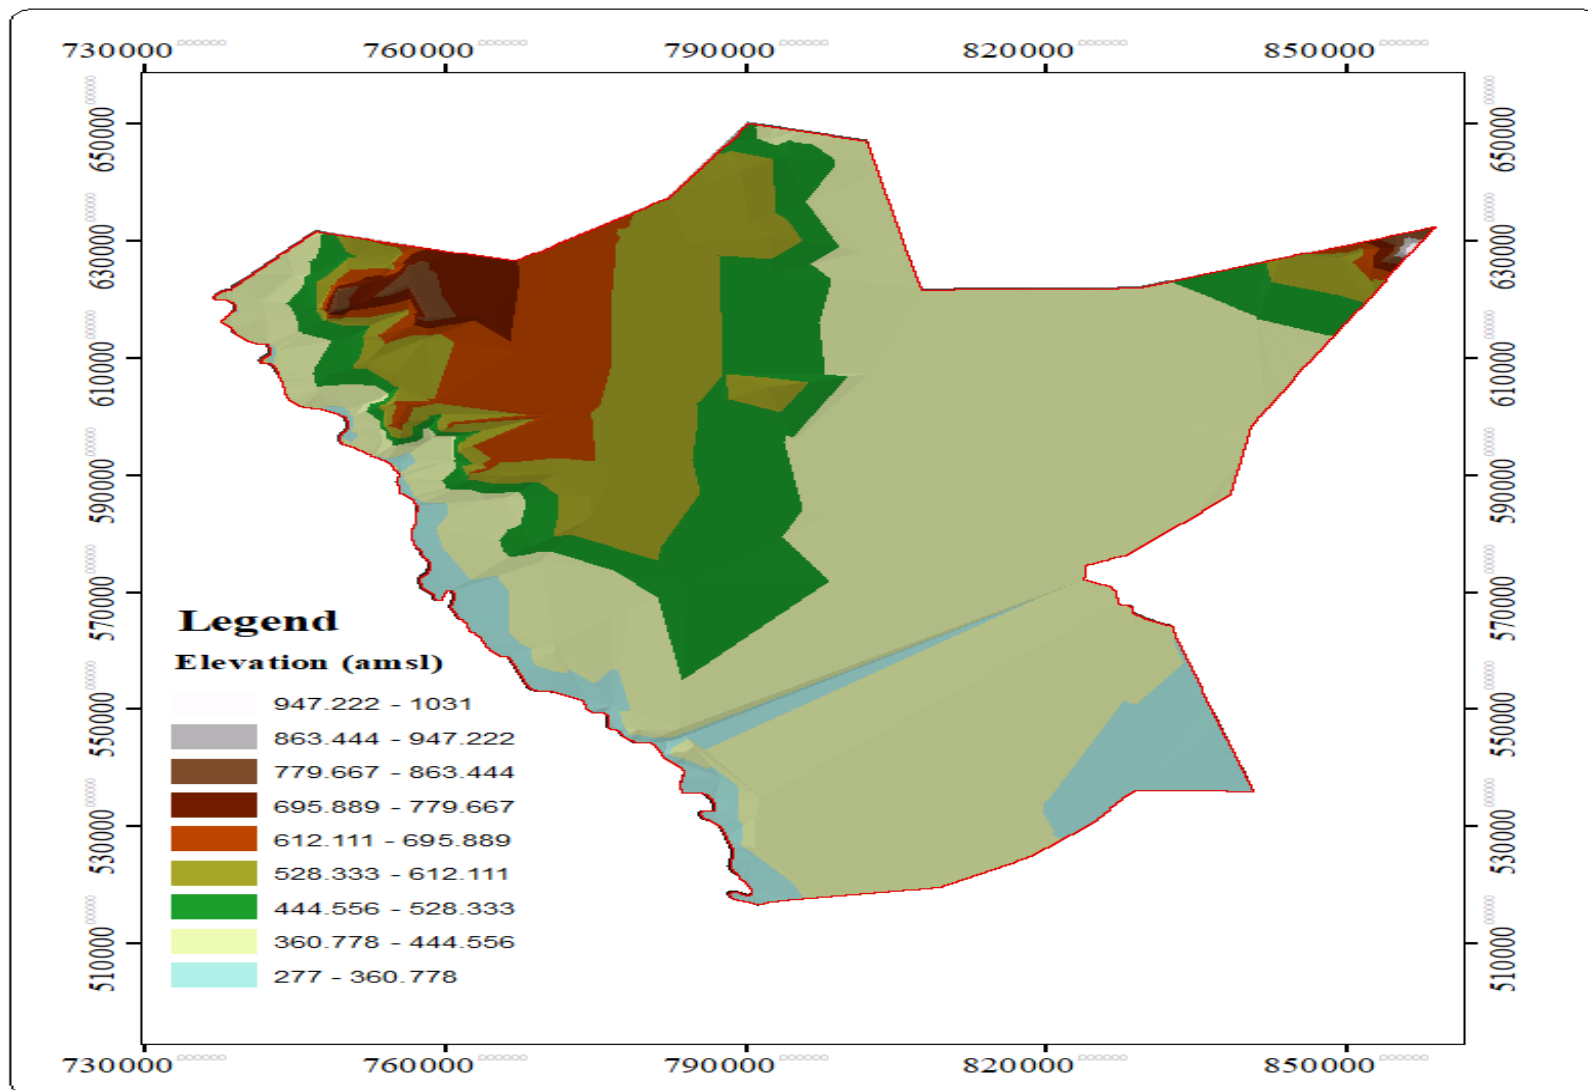 730000 760000 790000 820000 850000
650000 650000
630000 630000
610000 610000
590000 590000
570000 570000
550000 550000
530000 530000
510000 510000
Legend
Elevation (amsl)
947.222 - 1031
863.444 - 947.222
779.667 - 863.444
695.889 - 779.667
612.111 - 695.889
528.333 - 612.111
444.556 - 528.333
360.778 - 444.556
277 - 360.778
730000 760000 790000 820000 850000